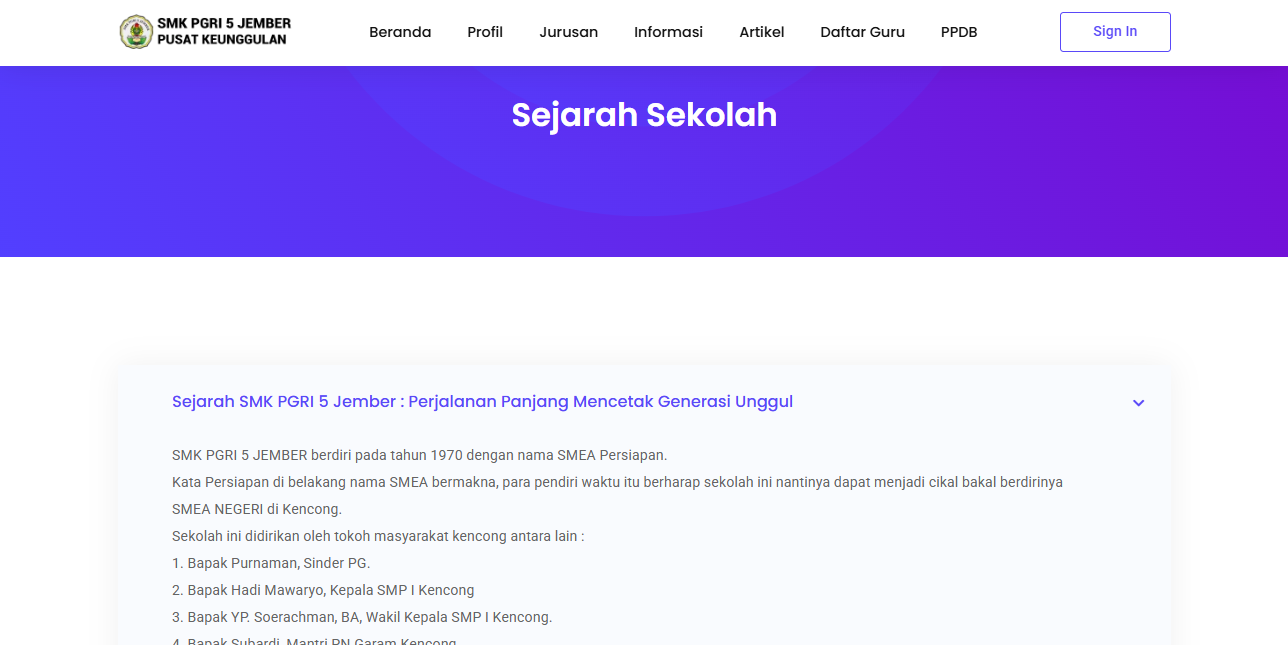 SMK PGRI 5 JEMBER
PUSAT KEUNGGULAN
Beranda Profil Jurusan Informasi Artikel Daftar Guru PPDB Sign In
Sejarah Sekolah
Sejarah SMK PGRI 5 Jember : Perjalanan Panjang Mencetak Generasi Unggul
SMK PGRI 5 JEMBER berdiri pada tahun 1970 dengan nama SMEA Persiapan.
Kata Persiapan di belakang nama SMEA bermakna, para pendiri waktu itu berharap sekolah ini nantinya dapat menjadi cikal bakal berdirinya
SMEA NEGERI di Kencong.
Sekolah ini didirikan oleh tokoh masyarakat kencong antara lain :
1. Bapak Purnaman, Sinder PG.
2. Bapak Hadi Mawaryo, Kepala SMP I Kencong
3. Bapak YP. Soerachman, BA, Wakil Kepala SMP I Kencong.
4. Bapak Subardi, Mantri PN Garam Kencong